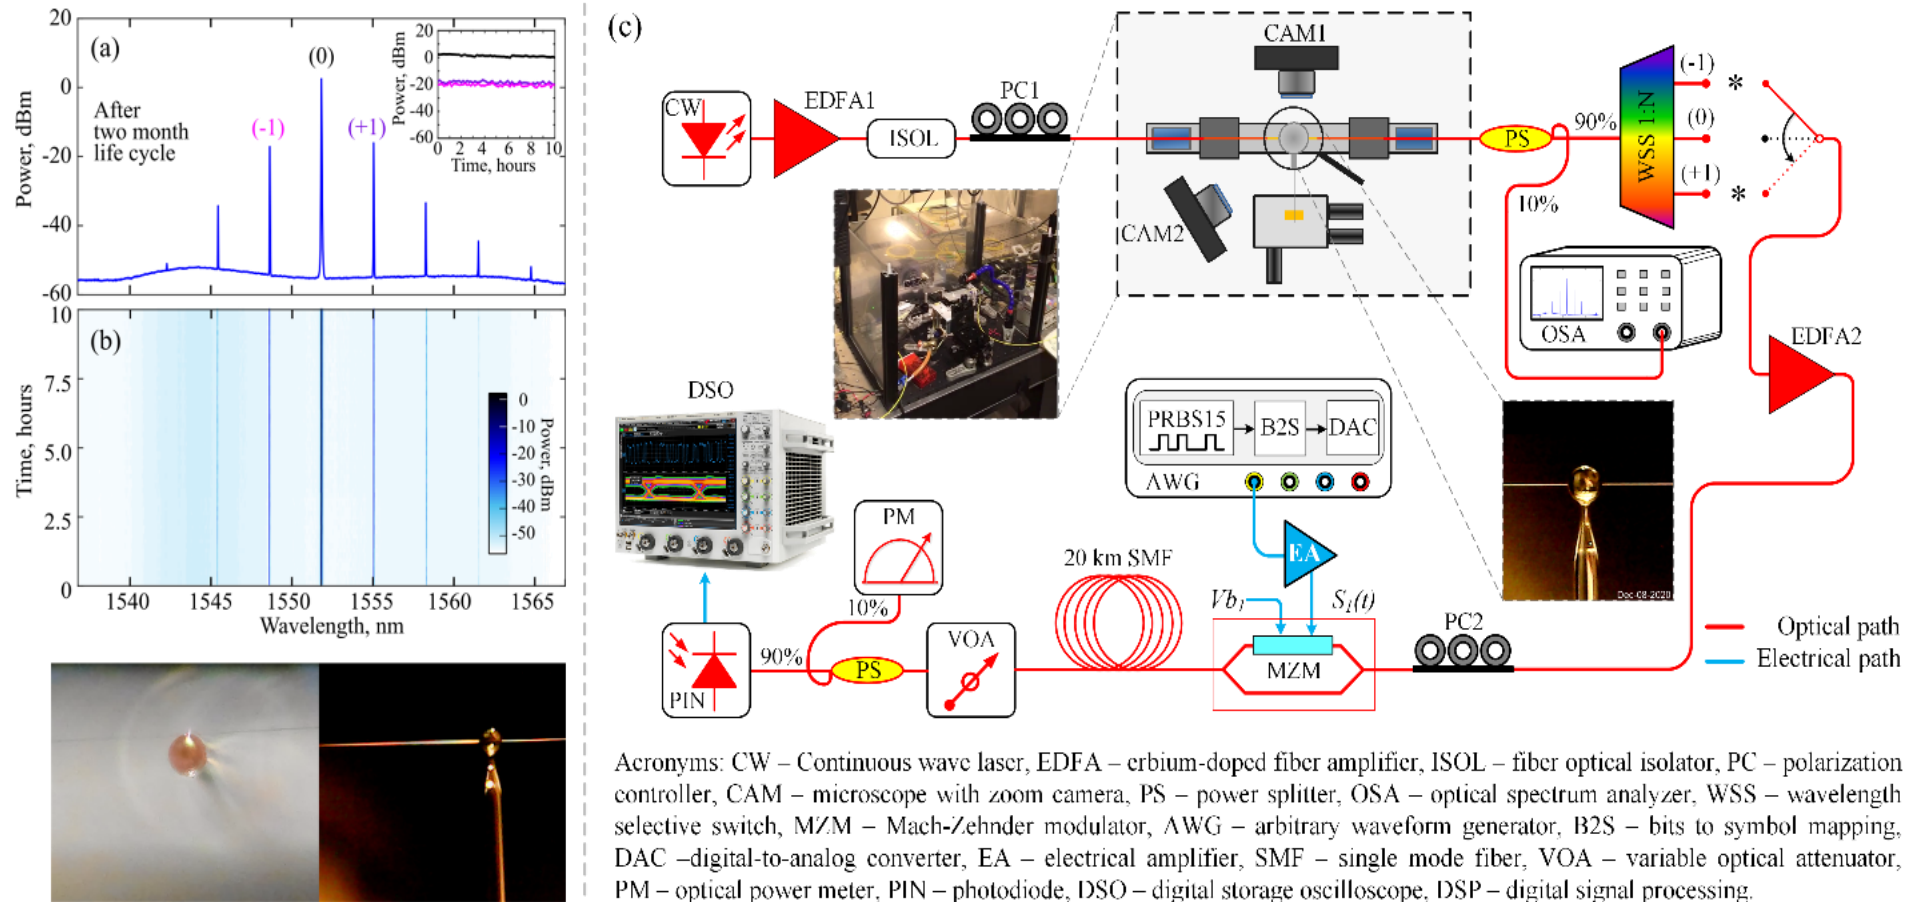 (a)
After
two month
life cycle
(-1)
(0)
(+1)
Power, dBm
20
0
-20
-40
-60
Power, dBm
20
0
-20
-40
-60
0 2 4 6 8 10
Time, hours
(b)
Time, hours
10
7.5
5.0
2.5
0
0
-10
-20
-30
-40
-50
Power, dBm
1540 1545 1550 1555 1560 1565
Wavelength, nm
(c)
CW
EDFA1
ISOL
PC1
CAM1
CAM2
PS
90%
10%
WSS 1:N
(-1) *
(0)
(+1) *
OSA
EDFA2
DSO
PRBS15
B2S
DAC
AWG
EA
Dec-08-2020
PM
10%
20 km SMF
Vb₁
S₁(t)
PC2
Optical path
Electrical path
PIN
90%
PS
VOA
MZM
Acronyms: CW – Continuous wave laser, EDFA – erbium-doped fiber amplifier, ISOL – fiber optical isolator, PC – polarization
controller, CAM – microscope with zoom camera, PS – power splitter, OSA – optical spectrum analyzer, WSS – wavelength
selective switch, MZM – Mach-Zehnder modulator, AWG – arbitrary waveform generator, B2S – bits to symbol mapping,
DAC –digital-to-analog converter, EA – electrical amplifier, SMF – single mode fiber, VOA – variable optical attenuator,
PM – optical power meter, PIN – photodiode, DSO – digital storage oscilloscope, DSP – digital signal processing.